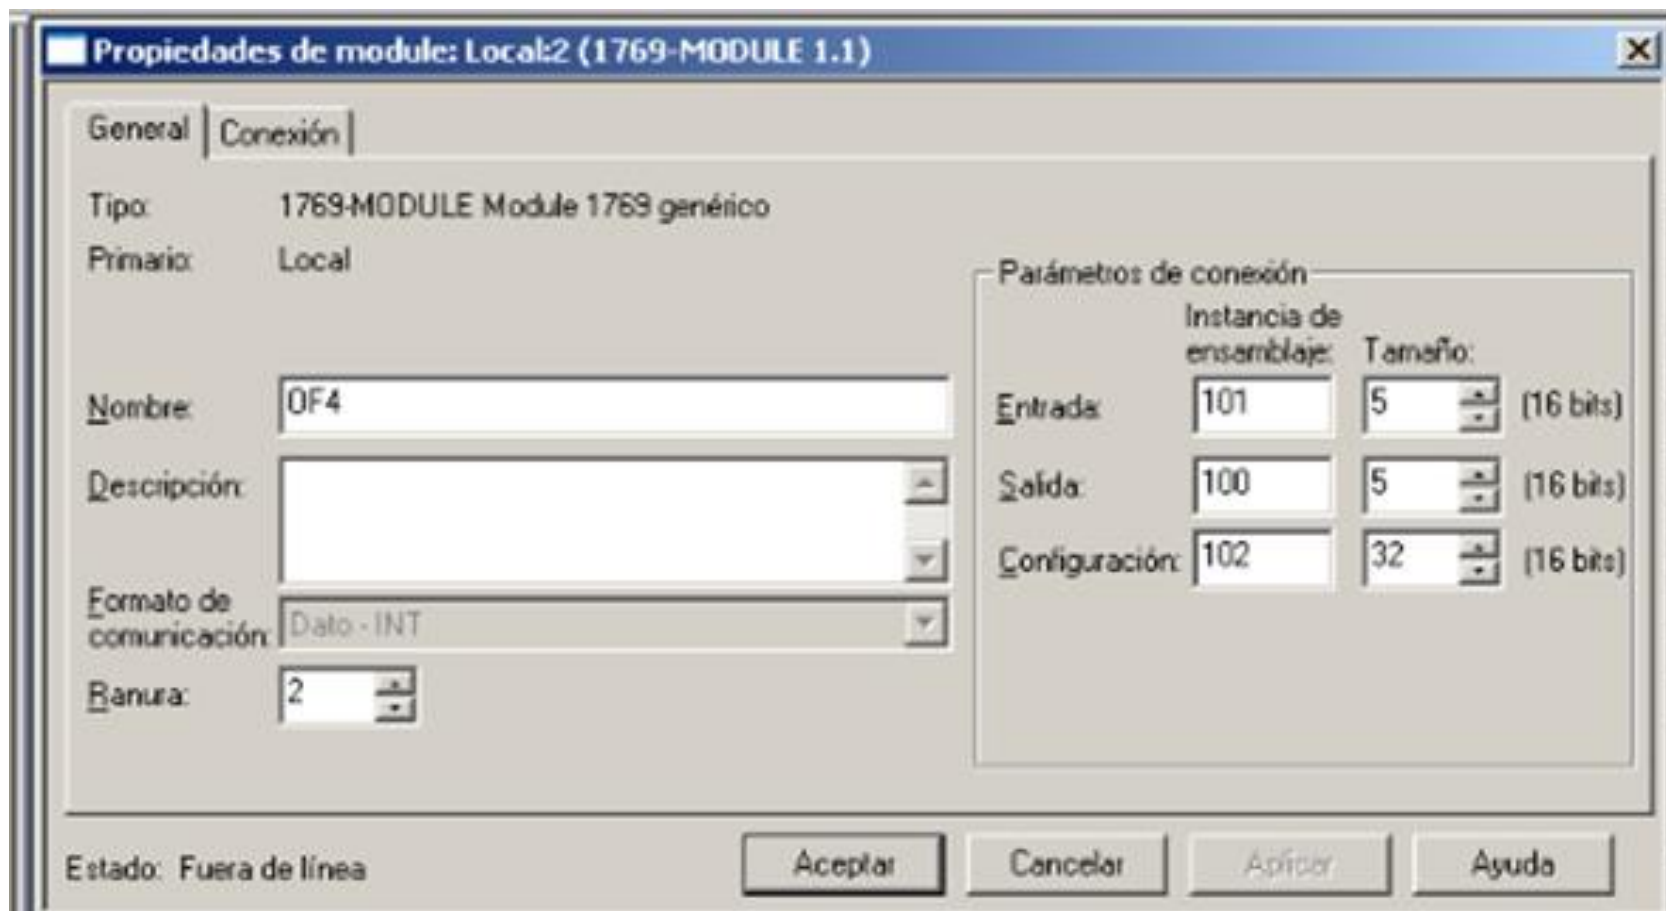 Propiedades de module: Local:2 (1769-MODULE 1.1)
General
Conexión
Tipo: 1769-MODULE Module 1769 genérico
Primario: Local
Parámetros de conexión
Instancia de ensamblaje:
Tamaño:
Nombre: OF4
Entrada: 101 5 (16 bits)
Descripción:
Salida: 100 5 (16 bits)
Configuración: 102 32 (16 bits)
Formato de comunicación: Dato - INT
Ranura: 2
Estado: Fuera de línea
Aceptar
Cancelar
Aplicar
Ayuda